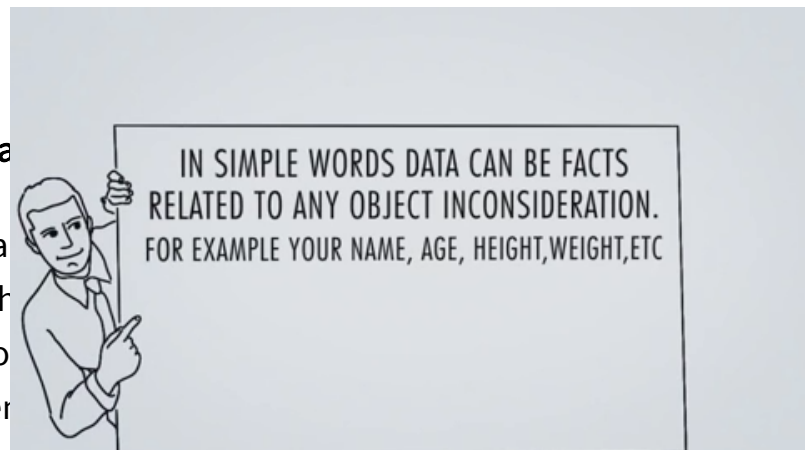 IN SIMPLE WORDS DATA CAN BE FACTS
RELATED TO ANY OBJECT INCONSIDERATION.
FOR EXAMPLE YOUR NAME, AGE, HEIGHT,WEIGHT,ETC